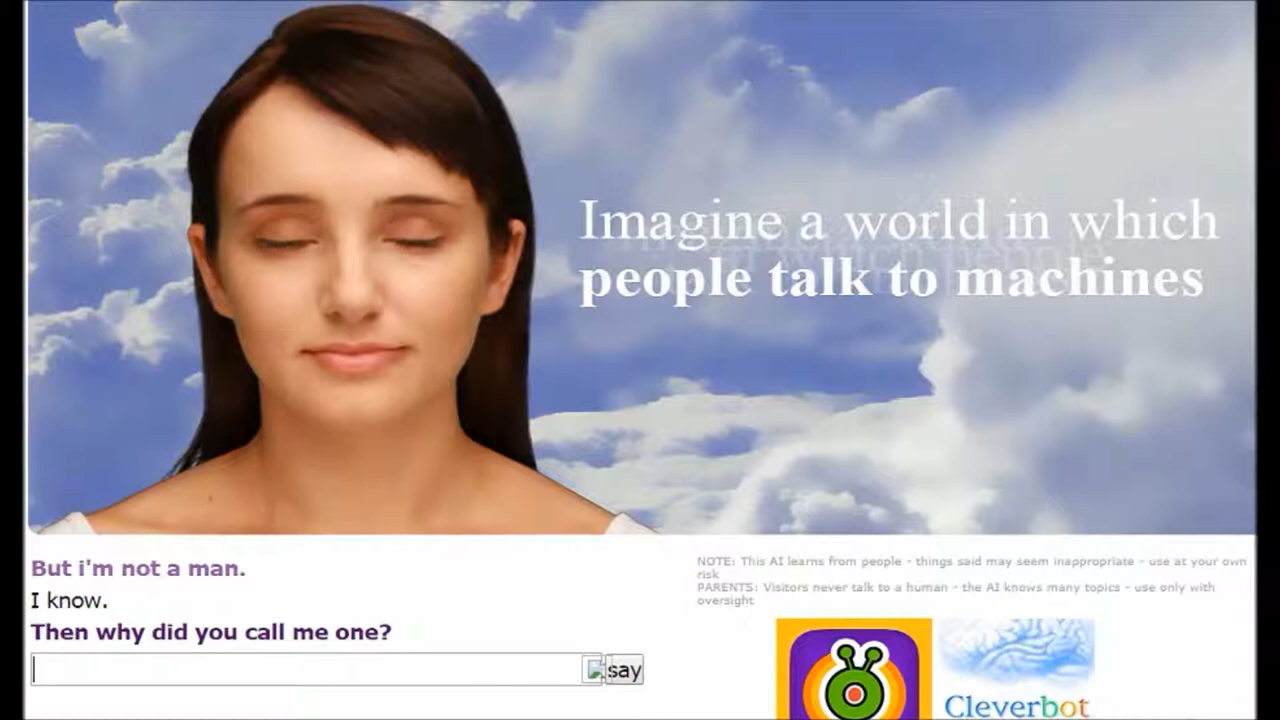 Imagine a world in which
people talk to machines
But i'm not a man.
I know.
Then why did you call me one?
say
NOTE: This AI learns from people - things said may seem inappropriate - use at your own
risk
PARENTS: Visitors never talk to a human - the AI knows many topics - use only with
oversight
Cleverbot